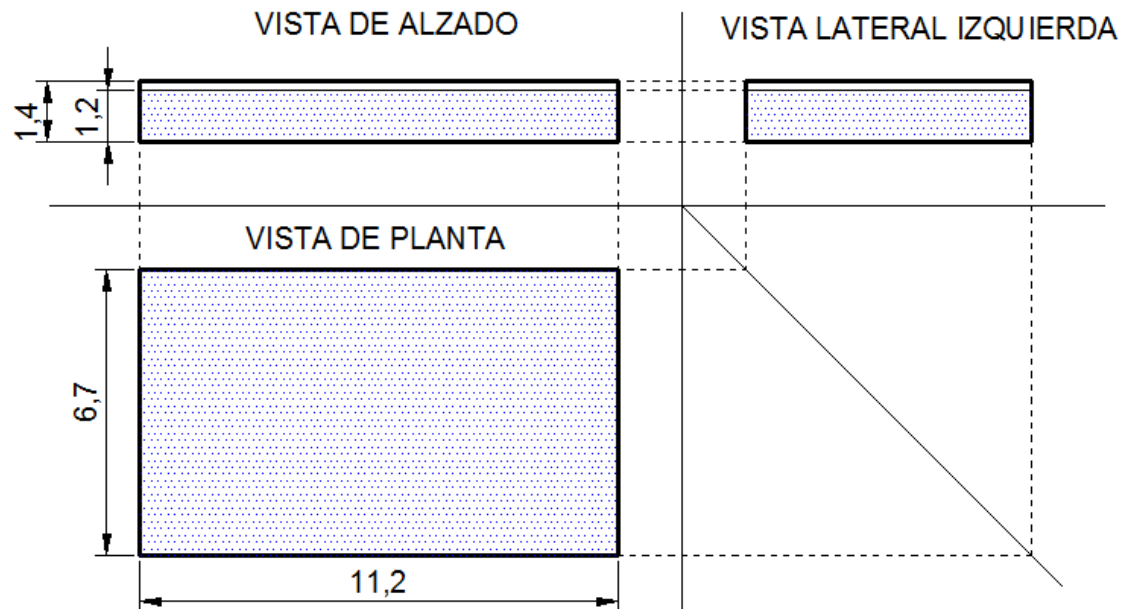 VISTA DE ALZADO
VISTA LATERAL IZQUIERDA
1,4
1,2
VISTA DE PLANTA
6,7
11,2